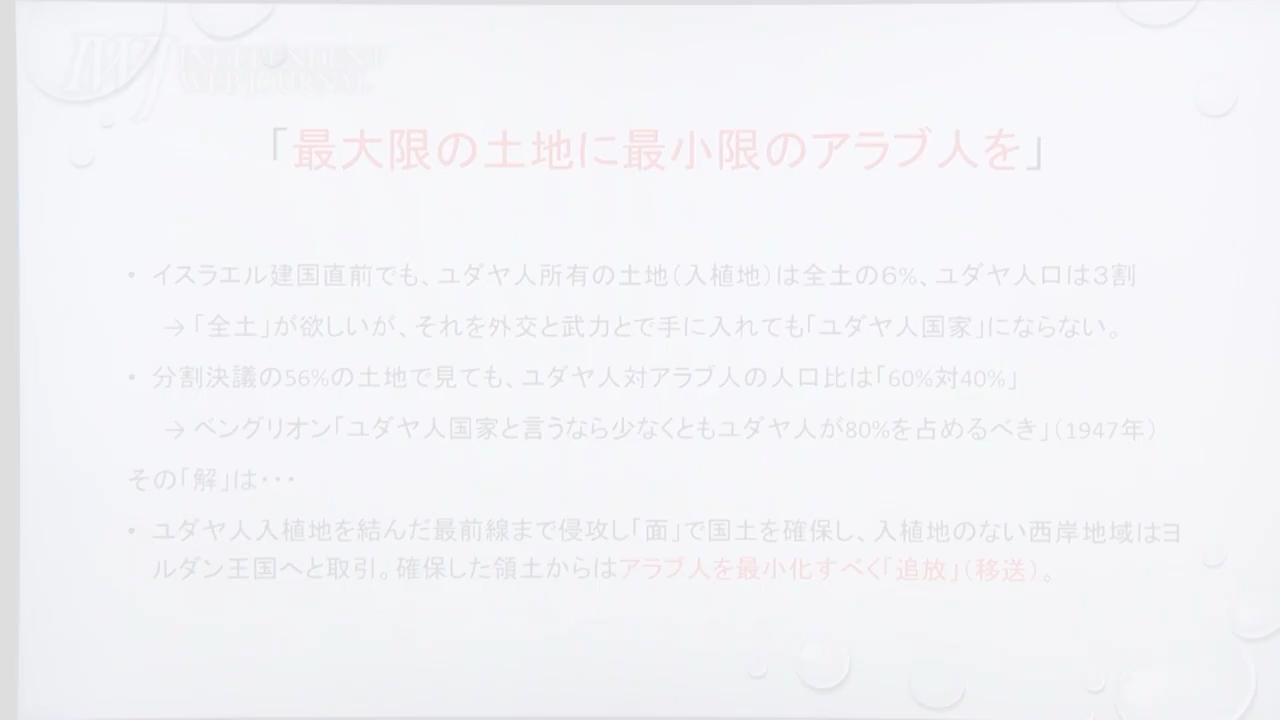 IWJ INDEPENDENT
WEB JOURNAL
「最大限の土地に最小限のアラブ人を」
• イスラエル建国直前でも、ユダヤ人所有の土地（入植地）は全土の６%、ユダヤ人口は３割
→「全土」が欲しいが、それを外交と武力とで手に入れても「ユダヤ人国家」にならない。
• 分割決議の56%の土地で見ても、ユダヤ人対アラブ人の人口比は「60%対40%」
→ ベングリオン「ユダヤ人国家と言うなら少なくともユダヤ人が80%を占めるべき」（1947年）
その「解」は・・・
• ユダヤ人入植地を結んだ最前線まで侵攻し「面」で国土を確保し、入植地のない西岸地域はヨ
ルダン王国へと取引。確保した領土からはアラブ人を最小化すべく「追放」（移送）。